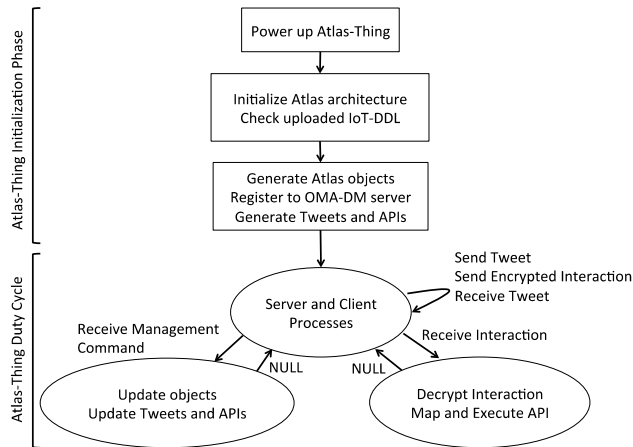 Atlas-Thing Initialization Phase
Power up Atlas-Thing
Initialize Atlas architecture
Check uploaded IoT-DDL
Generate Atlas objects
Register to OMA-DM server
Generate Tweets and APIs
Atlas-Thing Duty Cycle
Server and Client
Processes
Send Tweet
Send Encrypted Interaction
Receive Tweet
Receive Management
Command
NULL
NULL
Receive Interaction
Update objects
Update Tweets and APIs
Decrypt Interaction
Map and Execute API